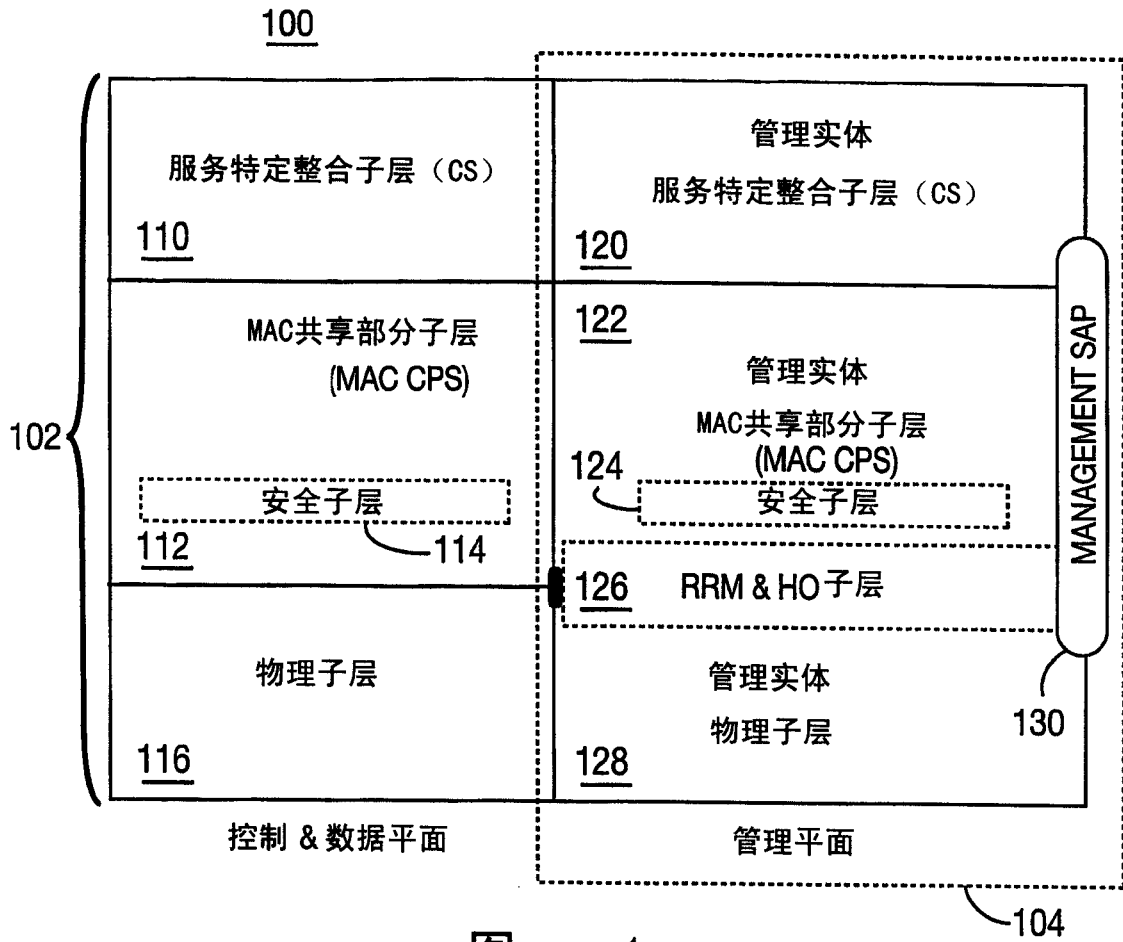 100
服务特定整合子层（CS）
110
管理实体
服务特定整合子层（CS）
120
MAC共享部分子层
(MAC CPS)
安全子层
112
114
102
122
管理实体
MAC共享部分子层
(MAC CPS)
124
安全子层
126
RRM & HO 子层
MANAGEMENT SAP
130
物理子层
116
管理实体
物理子层
128
控制 & 数据平面
管理平面
104